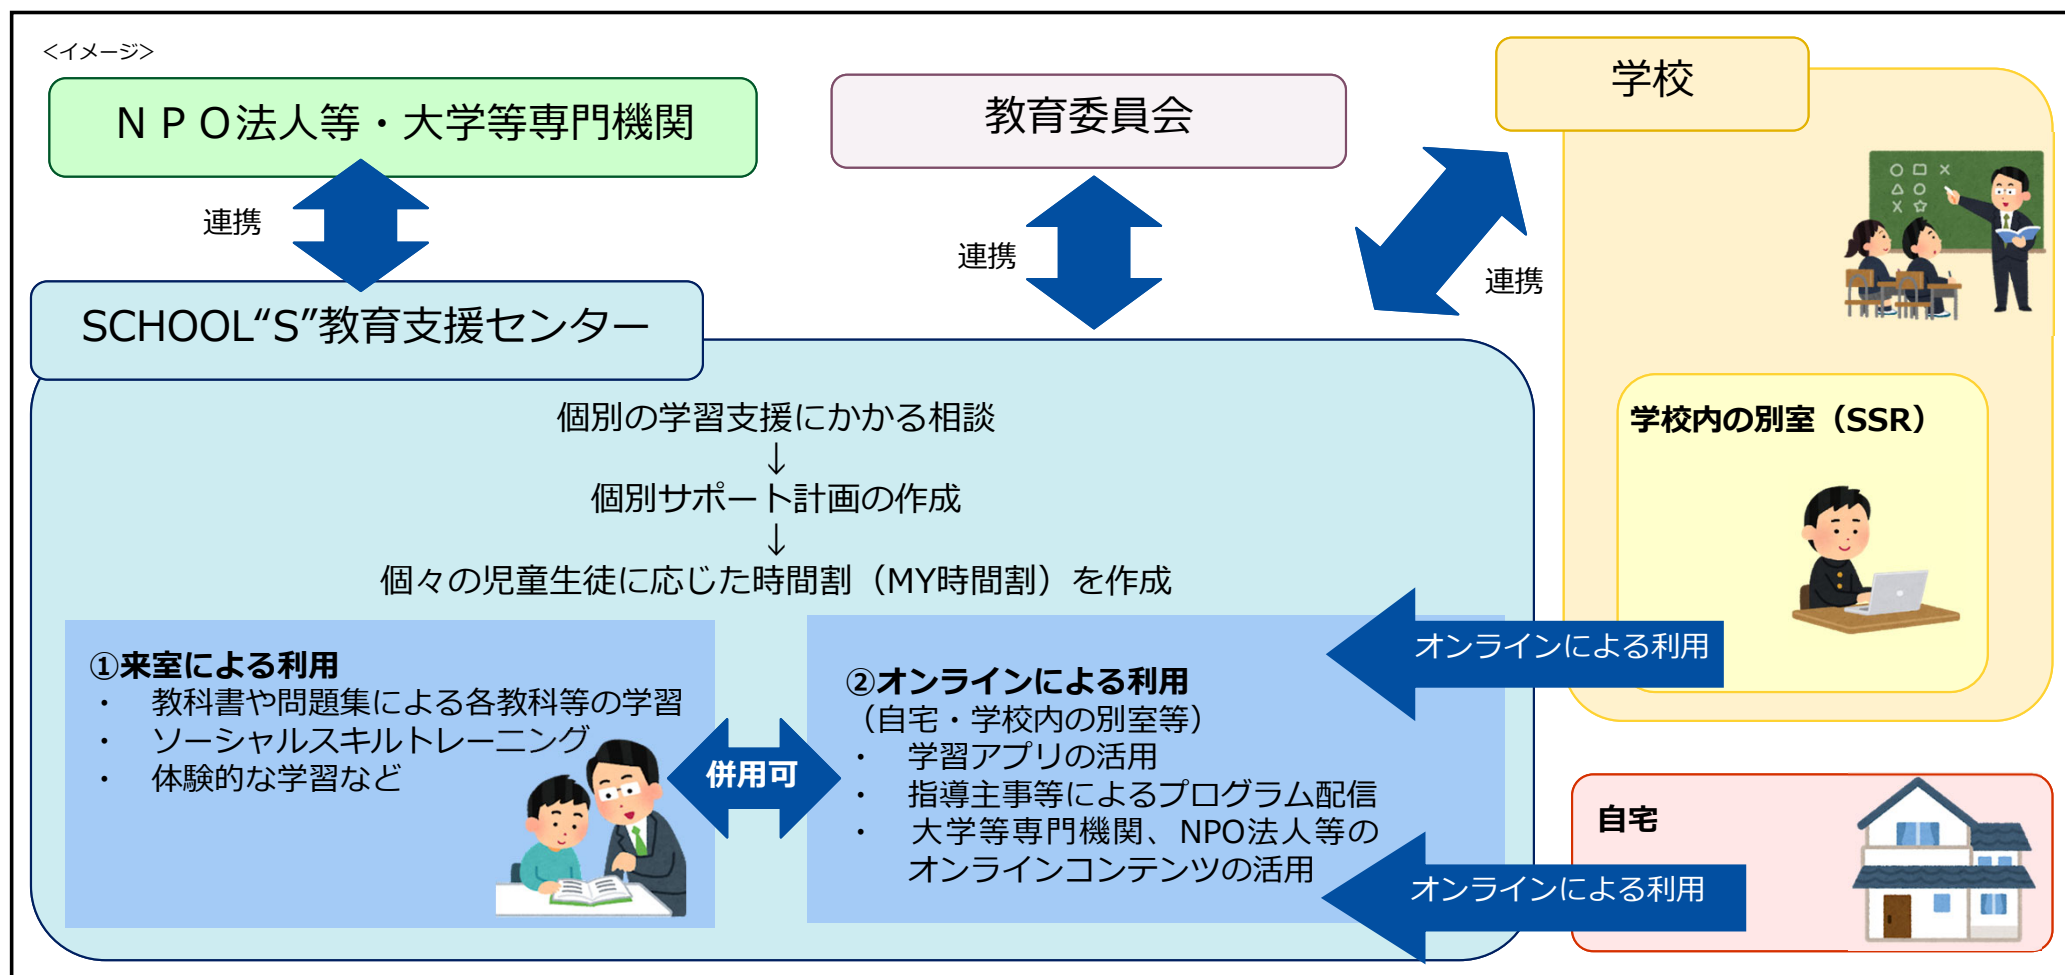 <イメージ>
ＮＰＯ法人等・大学等専門機関
教育委員会
学校
連携
連携
連携
SCHOOL“S”教育支援センター
個別の学習支援にかかる相談
↓
個別サポート計画の作成
↓
個々の児童生徒に応じた時間割（MY時間割）を作成
①来室による利用
・　教科書や問題集による各教科等の学習
・　ソーシャルスキルトレーニング
・　体験的な学習など
併用可
②オンラインによる利用
（自宅・学校内の別室等）
・　学習アプリの活用
・　指導主事等によるプログラム配信
・　大学等専門機関、NPO法人等の
オンラインコンテンツの活用
学校内の別室（SSR）
オンラインによる利用
自宅
オンラインによる利用